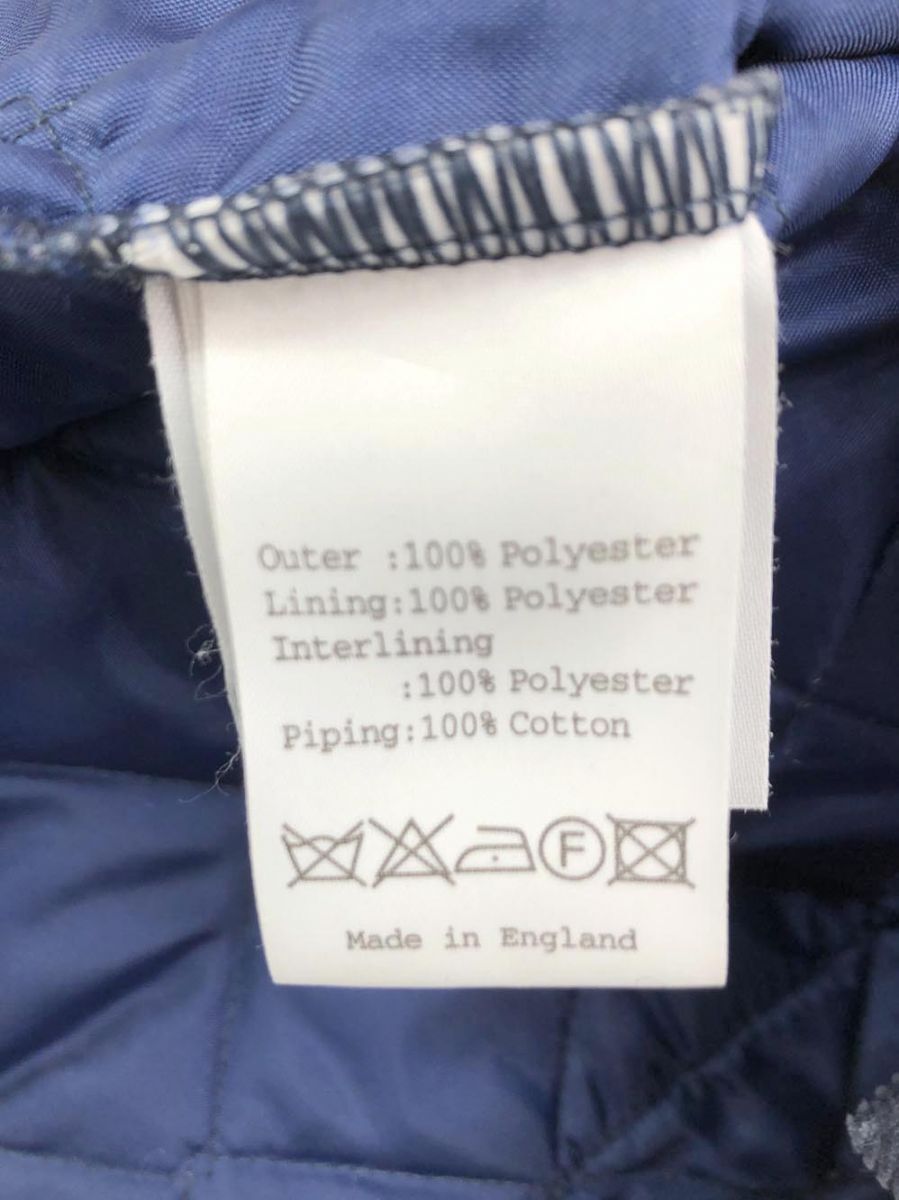 Outer :100% Polyester
Lining:100% Polyester
Interlining
:100% Polyester
Piping:100% Cotton
F
Made in England